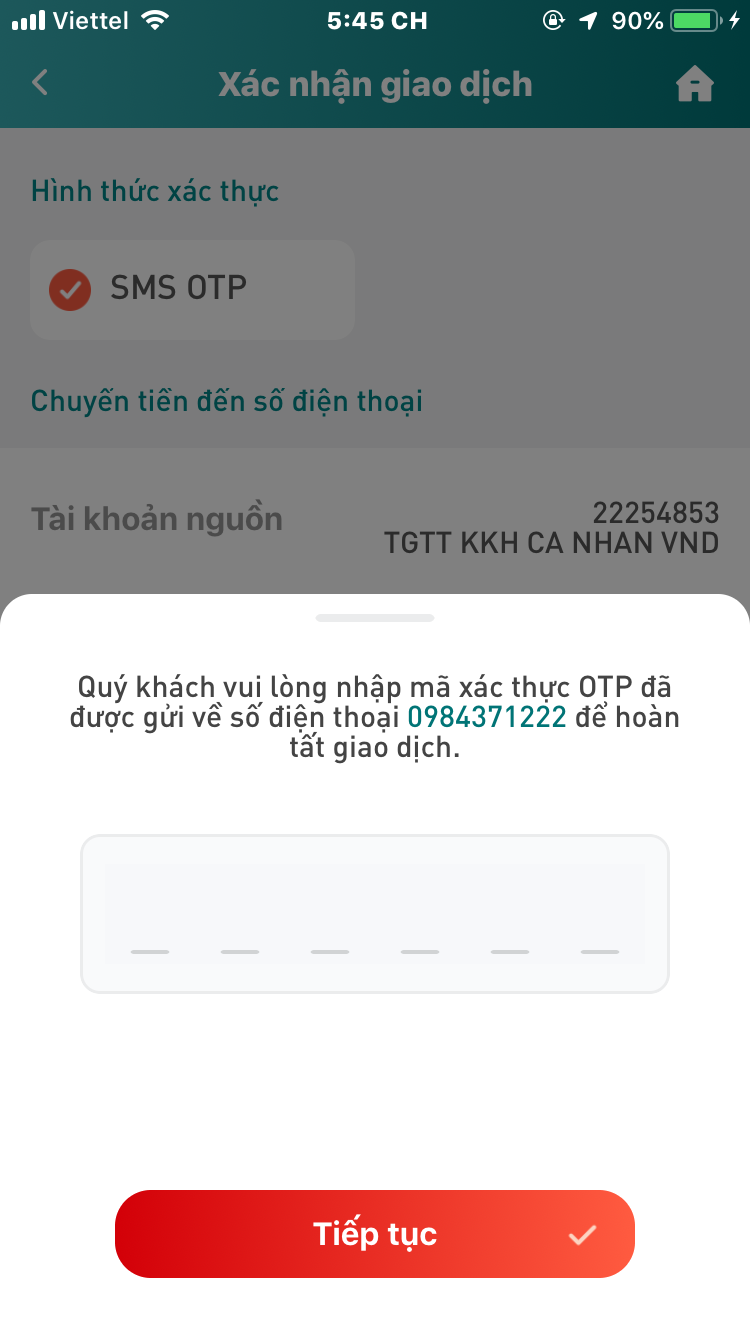 Viettel 5:45 CH 90%
Xác nhận giao dịch
Hình thức xác thực
SMS OTP
Chuyến tiền đến số điện thoại
Tài khoản nguồn
22254853
TGTT KKH CA NHAN VND
Quý khách vui lòng nhập mã xác thực OTP đã
được gửi về số điện thoại 0984371222 để hoàn
tất giao dịch.
Tiếp tục